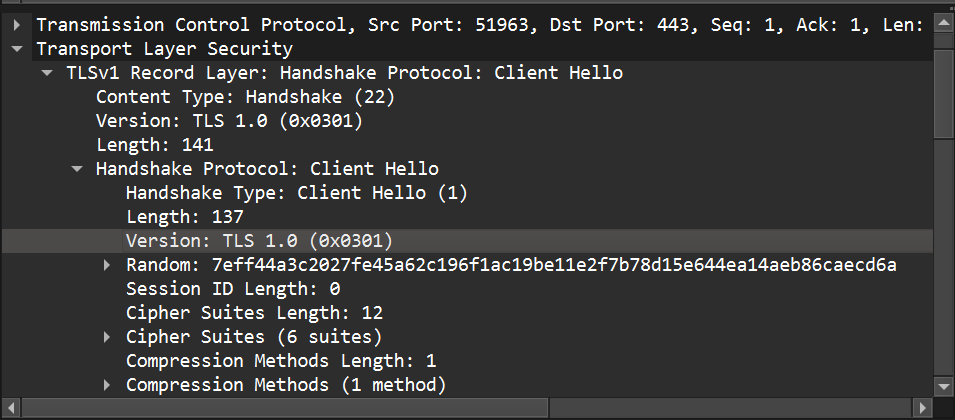 Transmission Control Protocol, Src Port: 51963, Dst Port: 443, Seq: 1, Ack: 1, Len:
Transport Layer Security
TLSv1 Record Layer: Handshake Protocol: Client Hello
Content Type: Handshake (22)
Version: TLS 1.0 (0x0301)
Length: 141
Handshake Protocol: Client Hello
Handshake Type: Client Hello (1)
Length: 137
Version: TLS 1.0 (0x0301)
Random: 7eff44a3c2027fe45a62c196f1ac19be11e2f7b78d15e644ea14aeb86caecd6a
Session ID Length: 0
Cipher Suites Length: 12
Cipher Suites (6 suites)
Compression Methods Length: 1
Compression Methods (1 method)